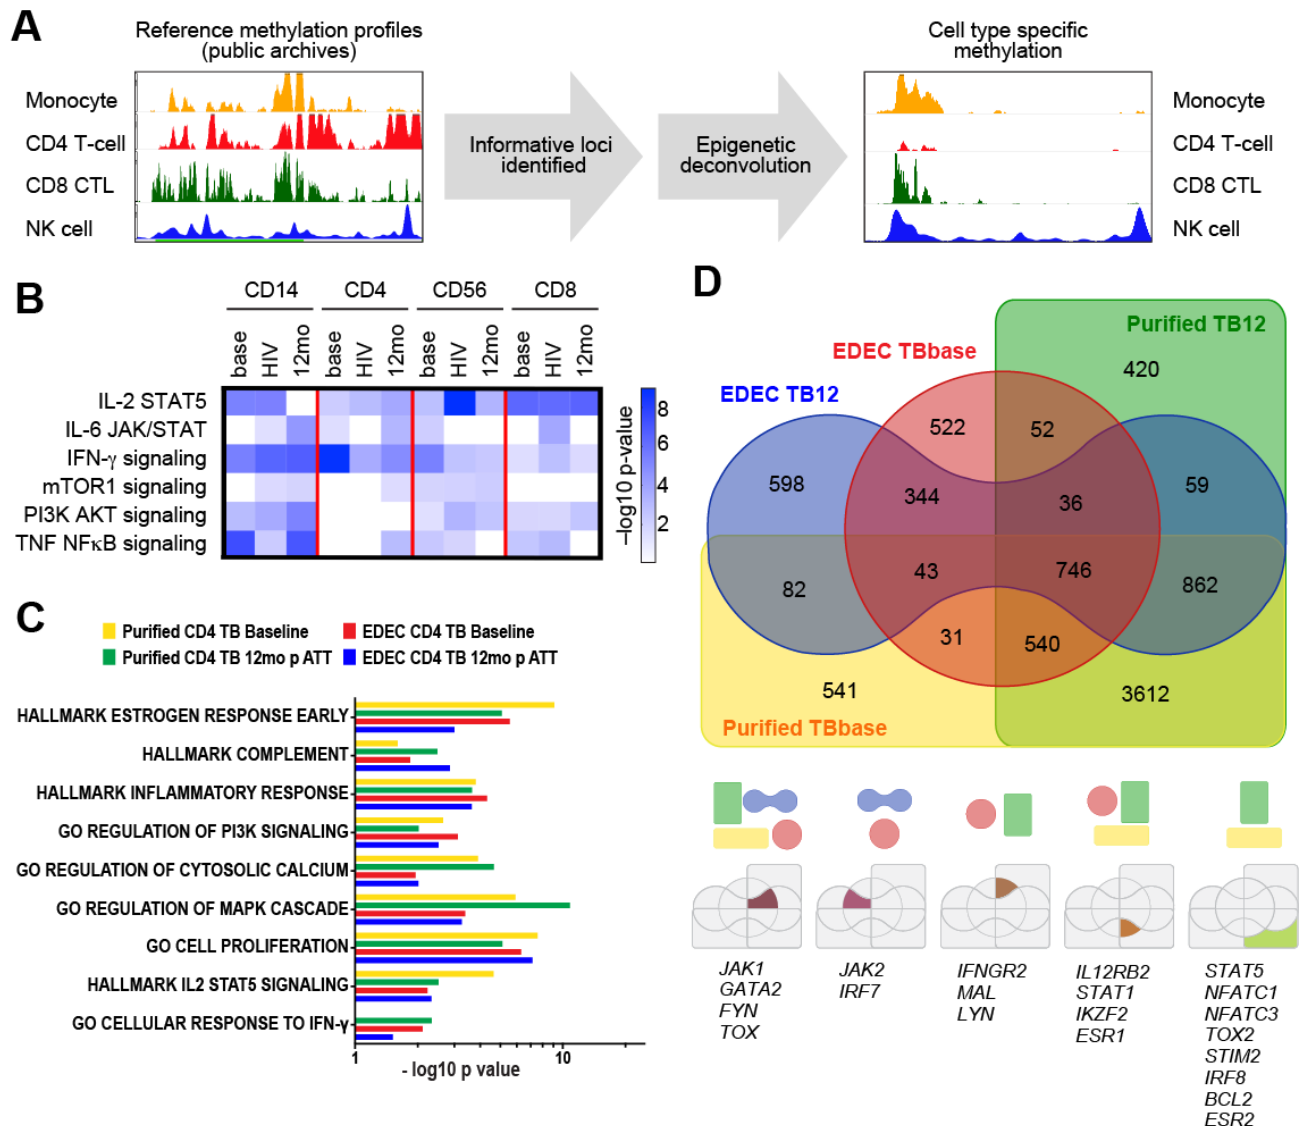 A
Reference methylation profiles
(public archives)
Monocyte
CD4 T-cell
CD8 CTL
NK cell
Informative loci
identified
Epigenetic
deconvolution
Cell type specific
methylation
Monocyte
CD4 T-cell
CD8 CTL
NK cell
B
CD14 CD4 CD56 CD8
base HIV 12mo base HIV 12mo base HIV 12mo base HIV 12mo
IL-2 STAT5
IL-6 JAK/STAT
IFN-γ signaling
mTOR1 signaling
PI3K AKT signaling
TNF NFκB signaling
8
6
4
2
–log10 p-value
C
Purified CD4 TB Baseline
EDEC CD4 TB Baseline
Purified CD4 TB 12mo p ATT
EDEC CD4 TB 12mo p ATT
HALLMARK ESTROGEN RESPONSE EARLY
HALLMARK COMPLEMENT
HALLMARK INFLAMMATORY RESPONSE
GO REGULATION OF PI3K SIGNALING
GO REGULATION OF CYTOSOLIC CALCIUM
GO REGULATION OF MAPK CASCADE
GO CELL PROLIFERATION
HALLMARK IL2 STAT5 SIGNALING
GO CELLULAR RESPONSE TO IFN-γ
1 10
- log10 p value
D
Purified TB12
EDEC TBbase
EDEC TB12
420
522 52
598 344 36 59
82 43 746 862
31 540
541 3612
Purified TBbase
JAK1
GATA2
FYN
TOX
JAK2
IRF7
IFNGR2
MAL
LYN
IL12RB2
STAT1
IKZF2
ESR1
STAT5
NFATC1
NFATC3
TOX2
STIM2
IRF8
BCL2
ESR2